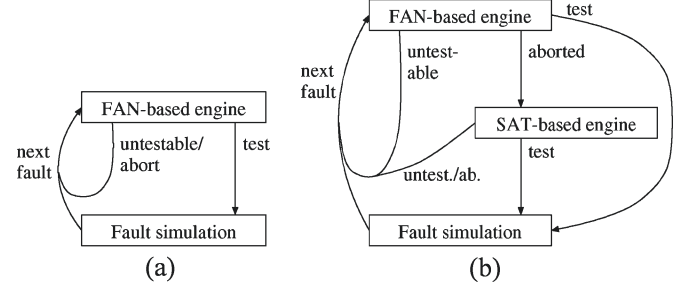 FAN-based engine
untestable/
abort
test
next
fault
Fault simulation
(a)
FAN-based engine
test
untest-
able
aborted
next
fault
SAT-based engine
test
untest./ab.
Fault simulation
(b)